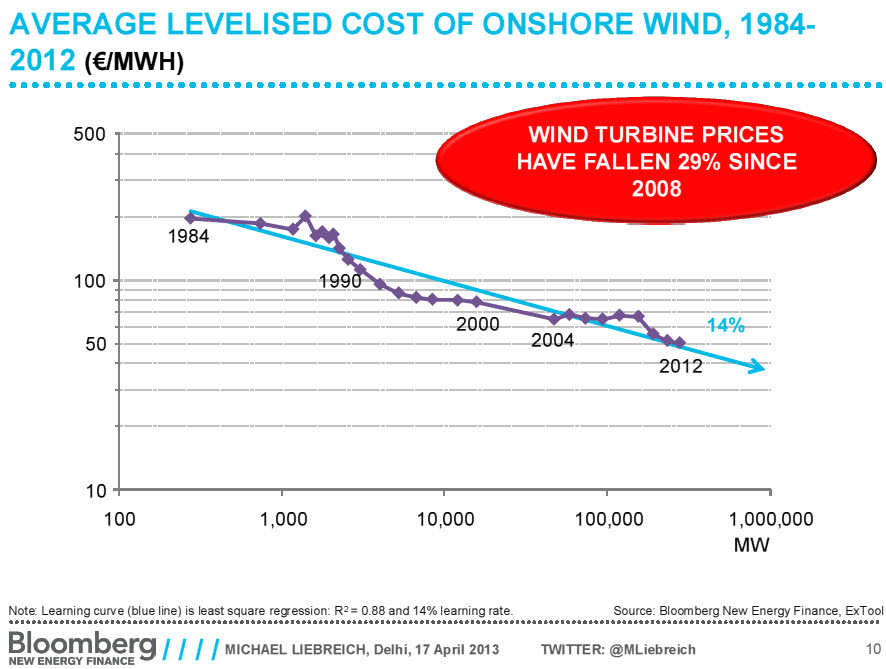 AVERAGE LEVELISED COST OF ONSHORE WIND, 1984-
2012 (€/MWH)
WIND TURBINE PRICES
HAVE FALLEN 29% SINCE
2008
500
100
50
10
1984
1990
2000
2004
2012
14%
100 1,000 10,000 100,000 1,000,000
MW
Note: Learning curve (blue line) is least square regression: R² = 0.88 and 14% learning rate. Source: Bloomberg New Energy Finance, ExTool
Bloomberg
NEW ENERGY FINANCE
//// MICHAEL LIEBREICH, Delhi, 17 April 2013 TWITTER: @MLiebreich 10